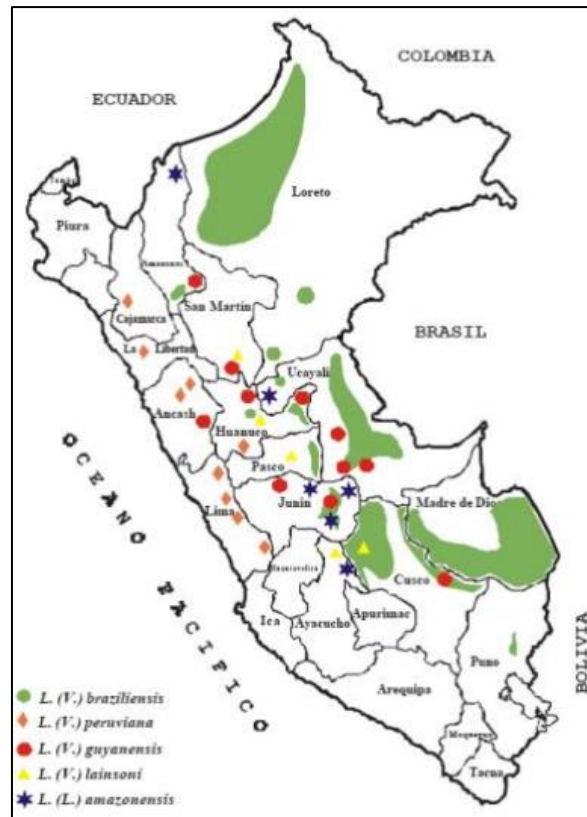 COLOMBIA
ECUADOR
Loreto
Piura
Cajamarca
San Martin
BRASIL
La Libertad
Ucayali
Ancash
Huanuco
Pasco
Junin
Madre de Dio
Lima
Cusco
Ica
Ayacucho
Apurimac
Puno
Arequipa
Tacna
OCEANO PACIFICO
BOLIVIA
L. (V.) braziliensis
L. (V.) peruviana
L. (V.) guyanensis
L. (V.) lainsoni
L. (L.) amazonensis